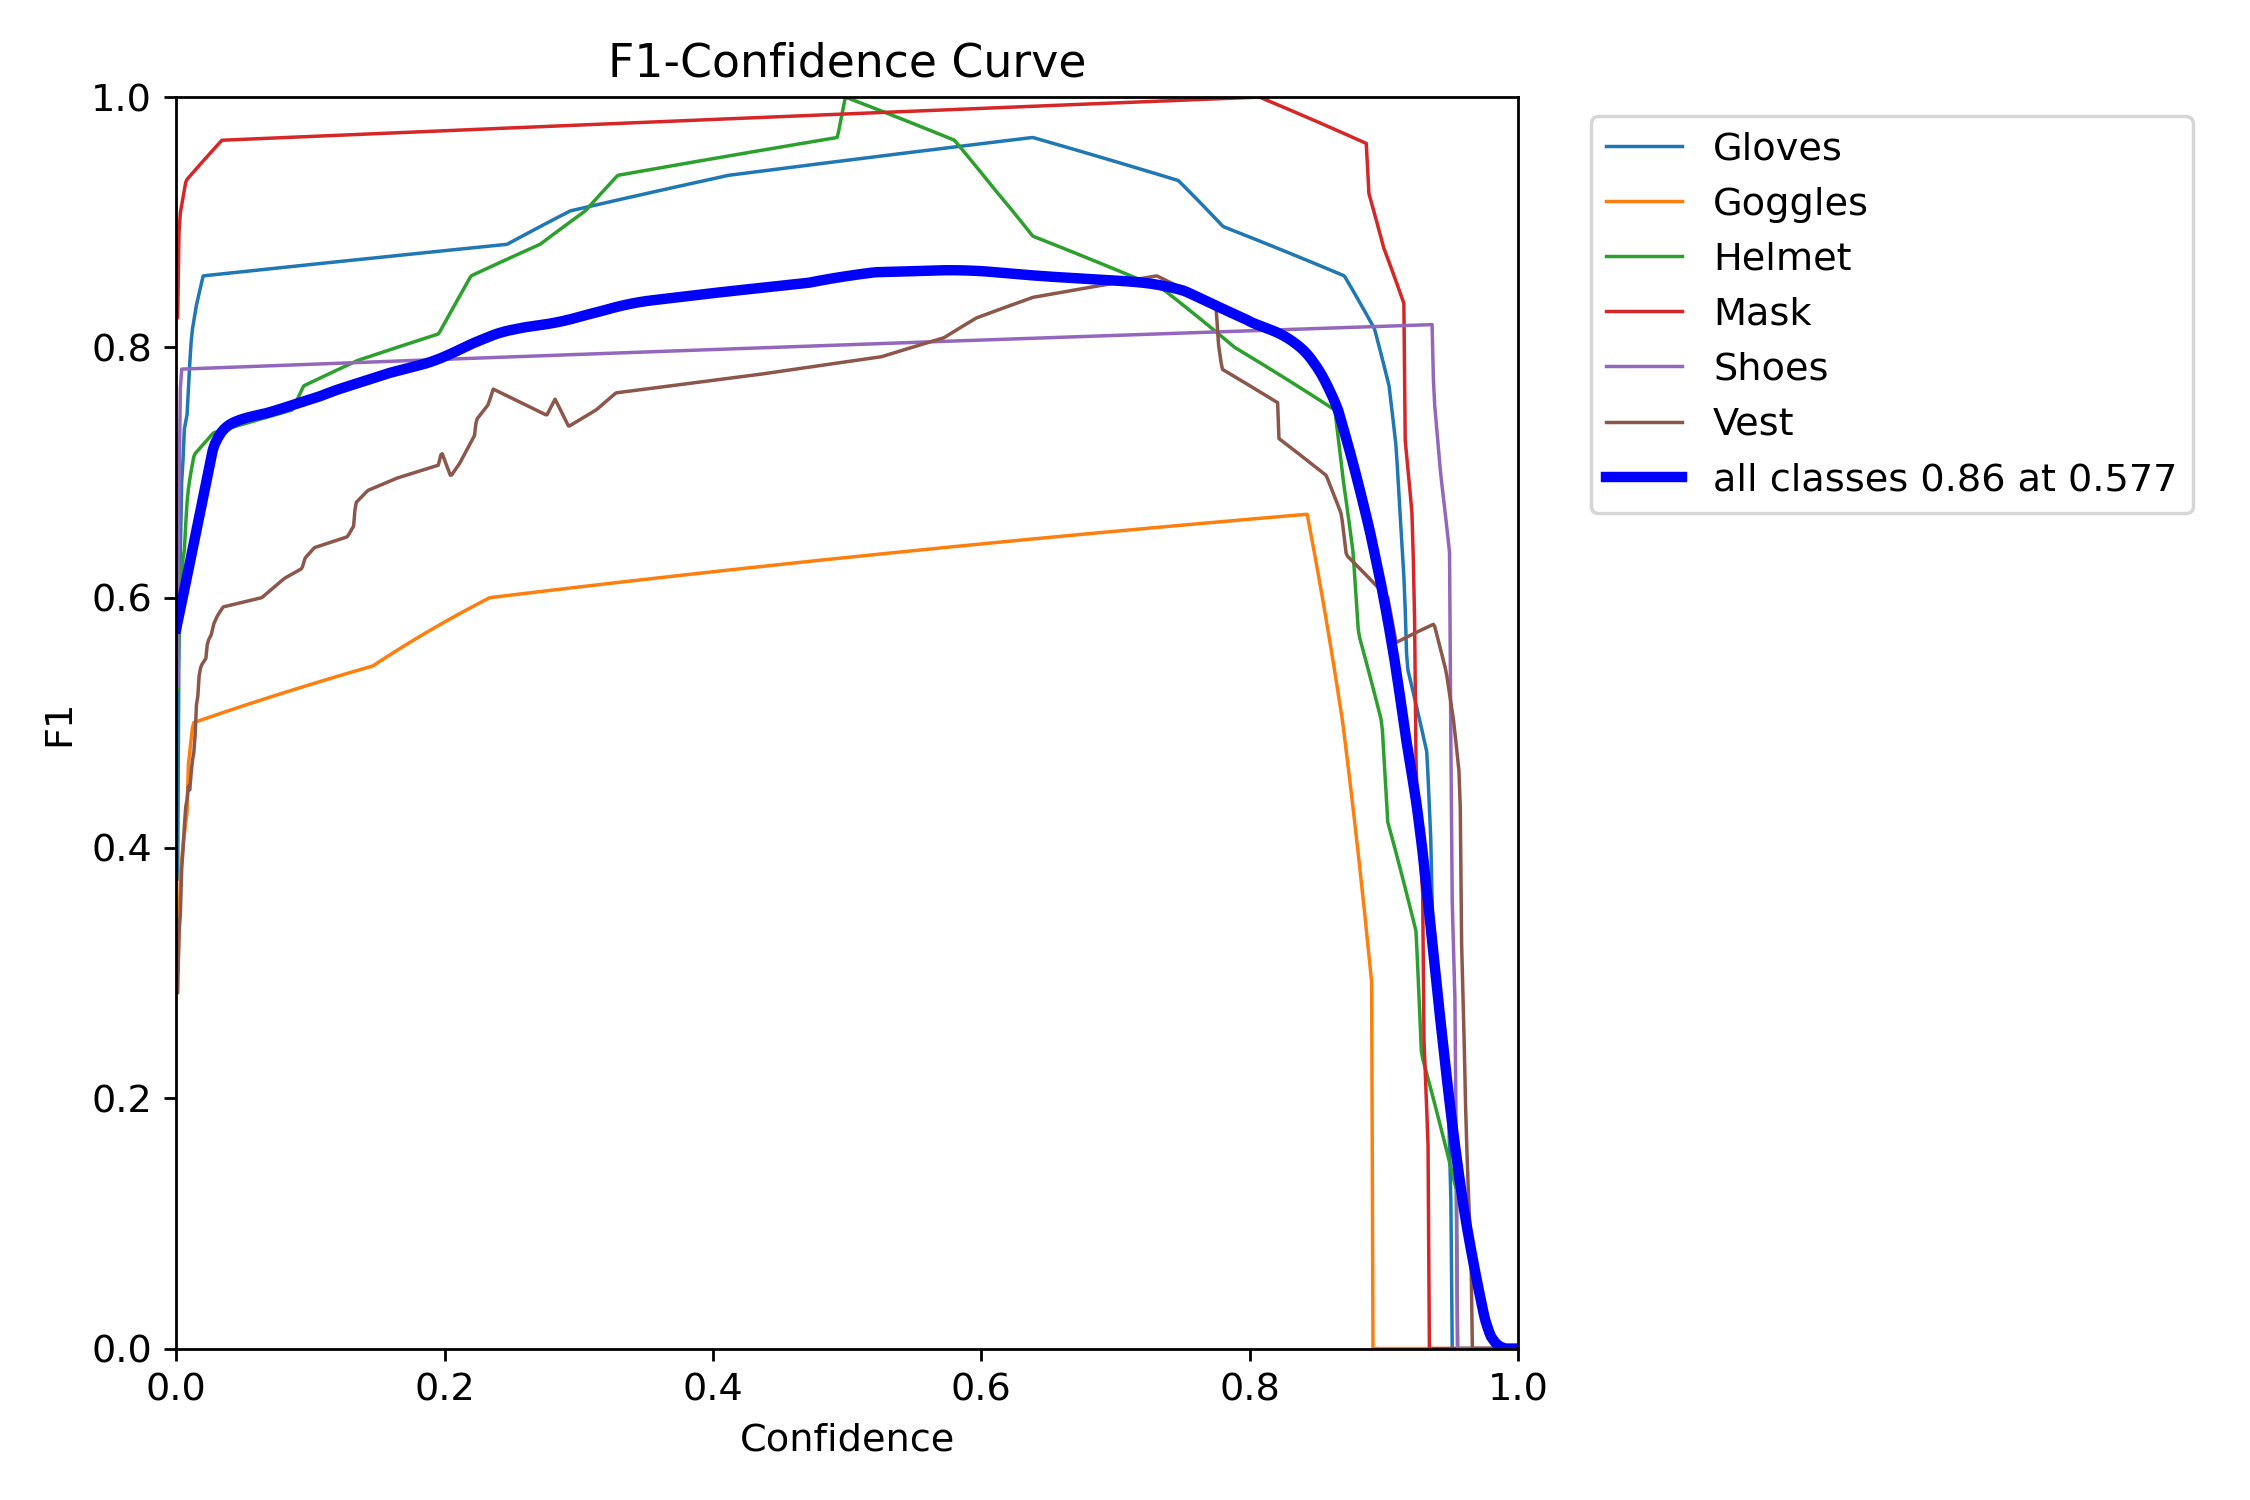 F1-Confidence Curve
1.0
0.8
0.6
0.4
0.2
0.0
F1
0.0 0.2 0.4 0.6 0.8 1.0
Confidence
Gloves
Goggles
Helmet
Mask
Shoes
Vest
all classes 0.86 at 0.577